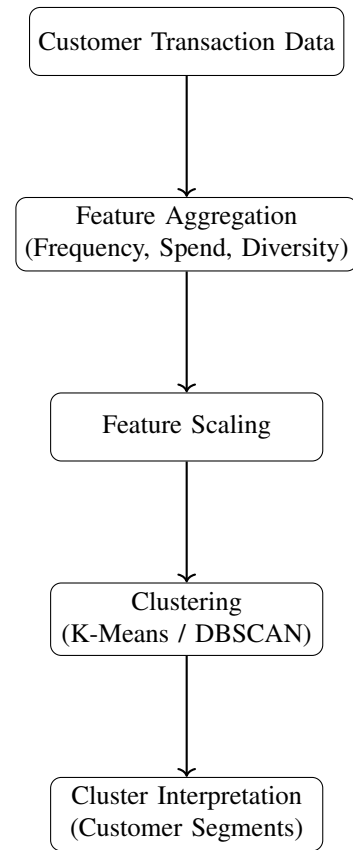 Customer Transaction Data
Feature Aggregation
(Frequency, Spend, Diversity)
Feature Scaling
Clustering
(K-Means / DBSCAN)
Cluster Interpretation
(Customer Segments)